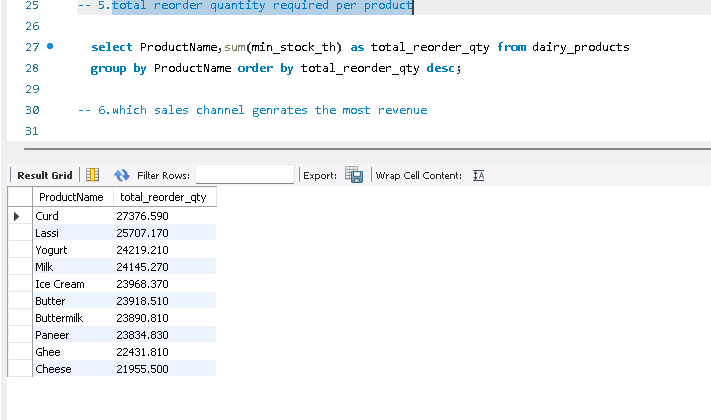 25 -- 5.total reorder quantity required per product
26
27 select ProductName,sum(min_stock_th) as total_reorder_qty from dairy_products
28 group by ProductName order by total_reorder_qty desc;
29
30 -- 6.which sales channel genrates the most revenue
31
Result Grid Filter Rows: Export: Wrap Cell Content: IA
ProductName total_reorder_qty
Curd 27376.590
Lassi 25707.170
Yogurt 24219.210
Milk 24145.270
Ice Cream 23968.370
Butter 23918.510
Buttermilk 23890.810
Paneer 23834.830
Ghee 22431.810
Cheese 21955.500